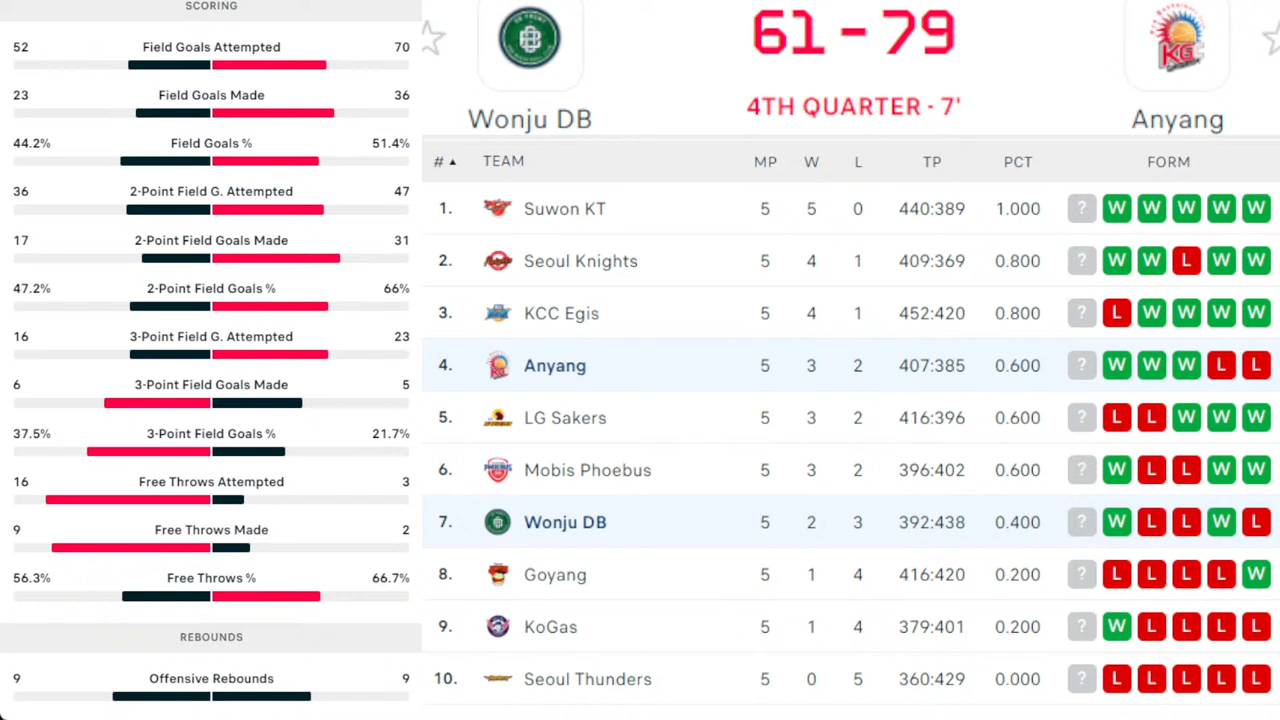 SCORING
52 Field Goals Attempted 70
23 Field Goals Made 36
44.2% Field Goals % 51.4%
36 2-Point Field G. Attempted 47
17 2-Point Field Goals Made 31
47.2% 2-Point Field Goals % 66%
16 3-Point Field G. Attempted 23
6 3-Point Field Goals Made 5
37.5% 3-Point Field Goals % 21.7%
16 Free Throws Attempted 3
9 Free Throws Made 2
56.3% Free Throws % 66.7%
REBOUNDS
9 Offensive Rebounds 9
61 - 79
4TH QUARTER - 7'
Wonju DB
KG
Anyang
# TEAM MP W L TP PCT FORM
1. Suwon KT 5 5 0 440:389 1.000 ? W W W W W
2. Seoul Knights 5 4 1 409:369 0.800 ? W W L W W
3. KCC Egis 5 4 1 452:420 0.800 ? L W W W W
4. Anyang 5 3 2 407:385 0.600 ? W W W L L
5. LG Sakers 5 3 2 416:396 0.600 ? L L W W W
6. Mobis Phoebus 5 3 2 396:402 0.600 ? W L L W W
7. Wonju DB 5 2 3 392:438 0.400 ? W L L W L
8. Goyang 5 1 4 416:420 0.200 ? L L L L W
9. KoGas 5 1 4 379:401 0.200 ? W L L L L
10. Seoul Thunders 5 0 5 360:429 0.000 ? L L L L L